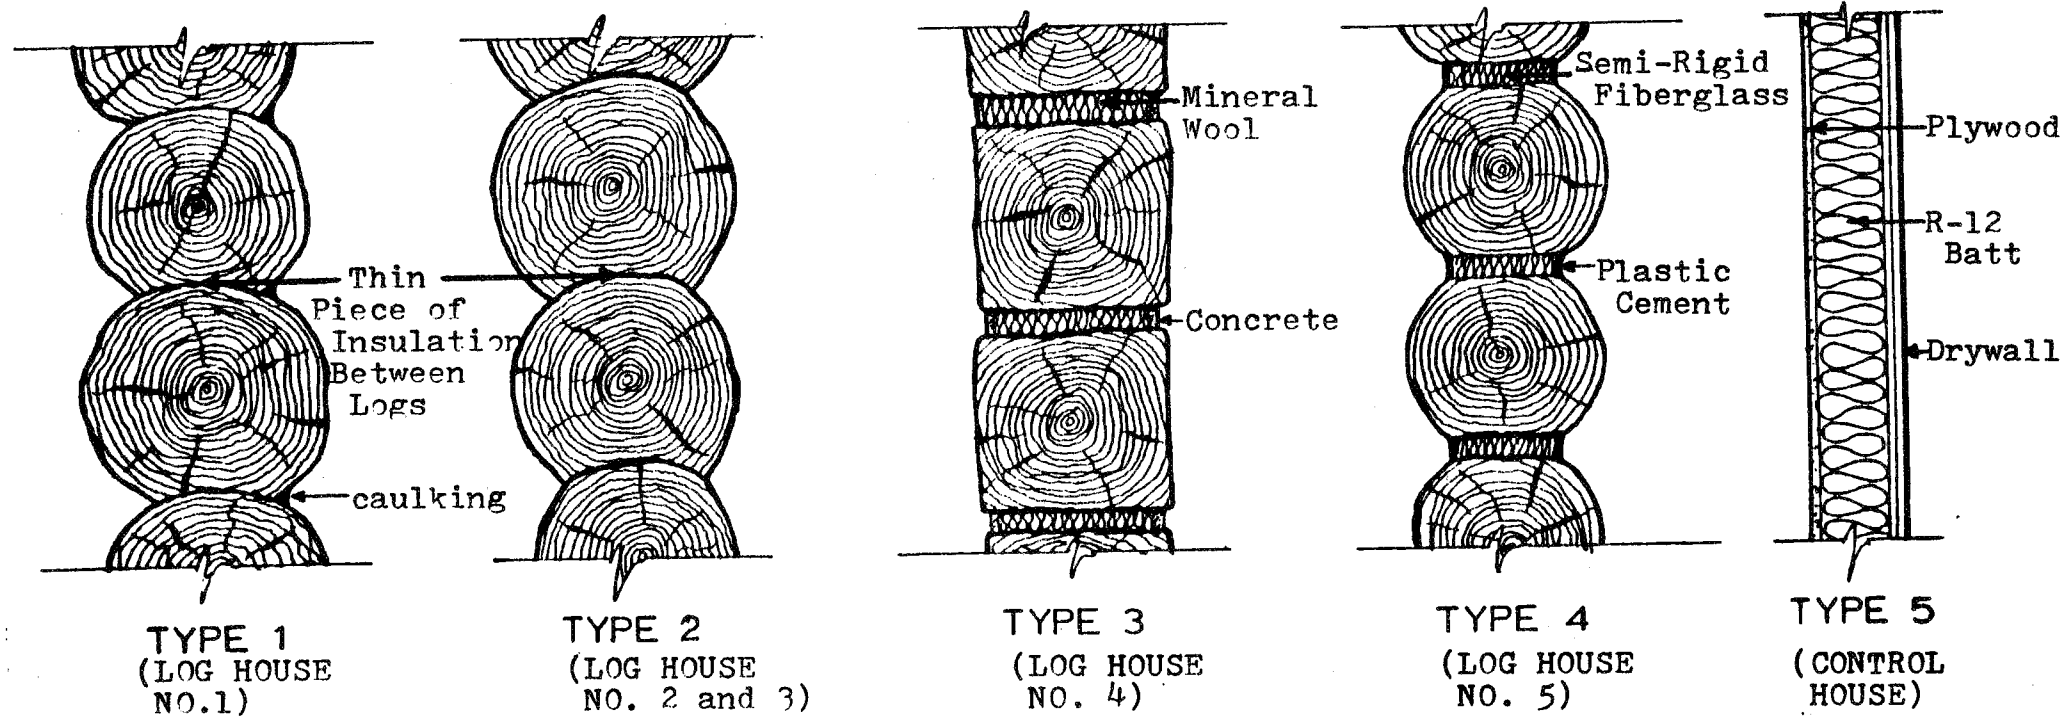 Thin
Piece of
Insulation
Between
Logs
caulking
Mineral
Wool
Concrete
Semi-Rigid
Fiberglass
Plastic
Cement
Plywood
R-12
Batt
Drywall
TYPE 1
(LOG HOUSE
NO.1)
TYPE 2
(LOG HOUSE
NO. 2 and 3)
TYPE 3
(LOG HOUSE
NO. 4)
TYPE 4
(LOG HOUSE
NO. 5)
TYPE 5
(CONTROL
HOUSE)